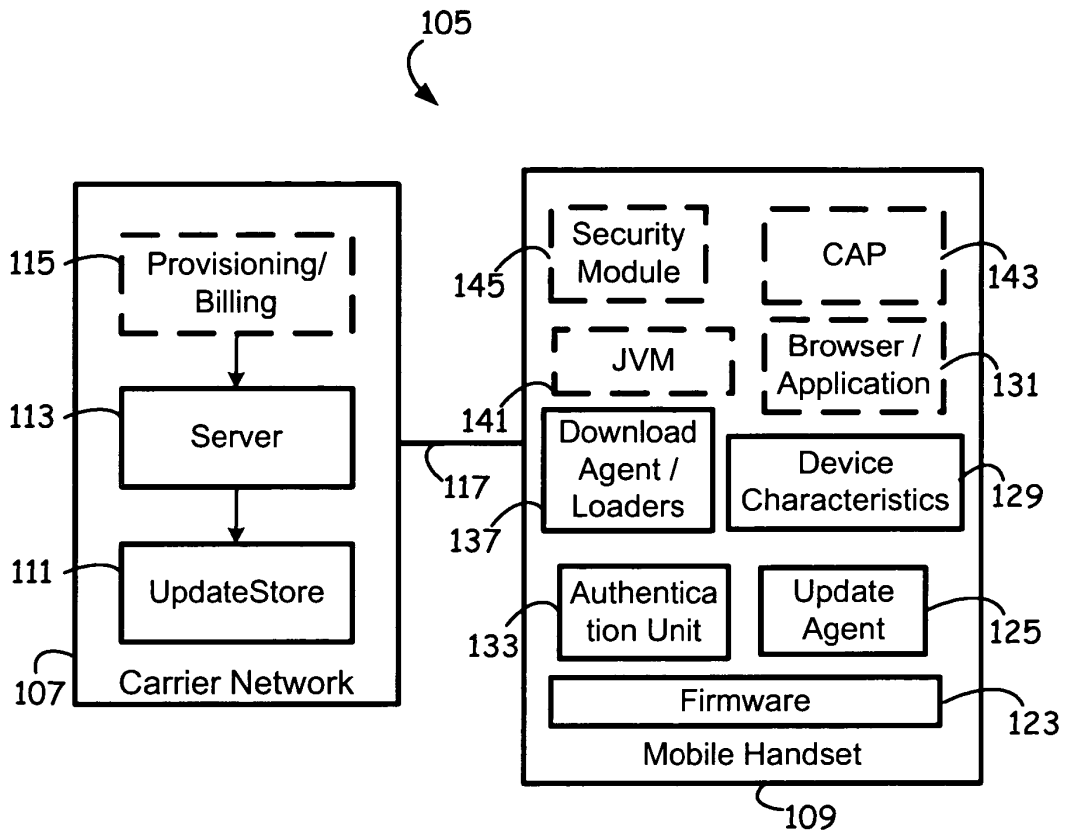 105
115
Provisioning/
Billing
113
Server
111
UpdateStore
107
Carrier Network
117
145
Security
Module
CAP
143
141
JVM
Browser /
Application
131
137
Download
Agent /
Loaders
Device
Characteristics
129
133
Authentica
tion Unit
Update
Agent
125
Firmware
123
Mobile Handset
109